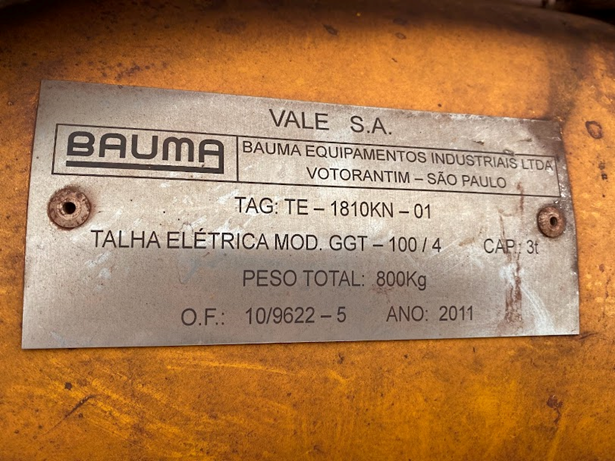 VALE S.A.
BAUMA
BAUMA EQUIPAMENTOS INDUSTRIAIS LTDA
VOTORANTIM – SÃO PAULO
TAG: TE – 1810KN – 01
TALHA ELÉTRICA MOD. GGT – 100 / 4 CAP.: 3t
PESO TOTAL: 800Kg
O.F.: 10/9622 – 5 ANO: 2011